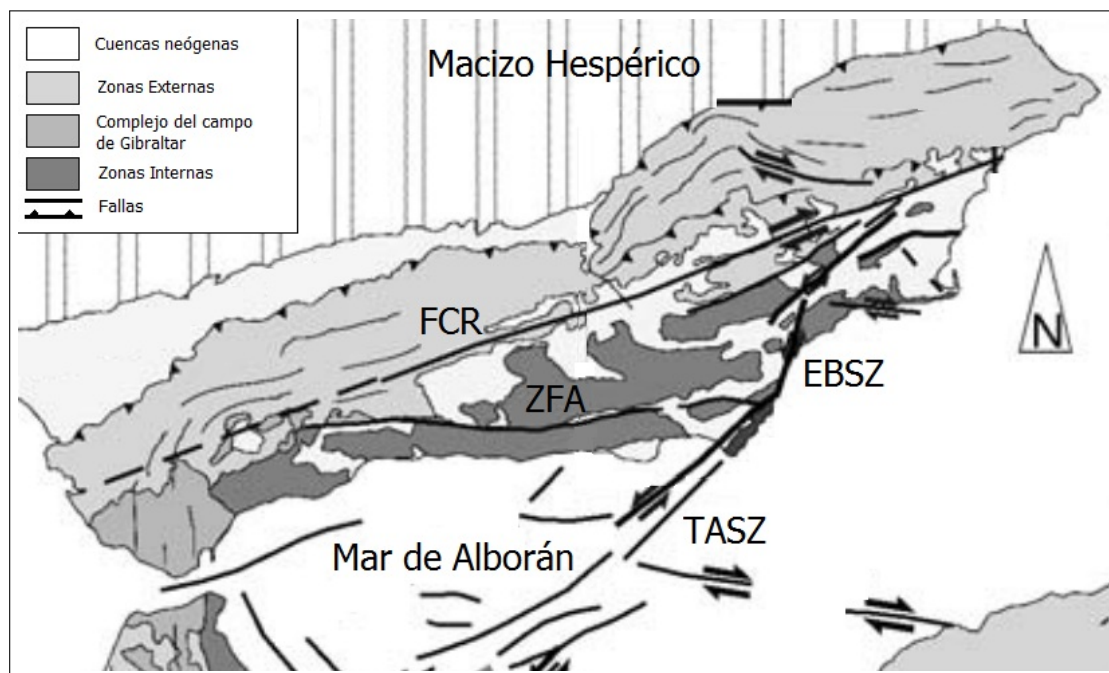 Cuencas neógenas
Zonas Externas
Complejo del campo
de Gibraltar
Zonas Internas
Fallas
Macizo Hespérico
FCR
ZFA
EBSZ
TASZ
Mar de Alborán
N